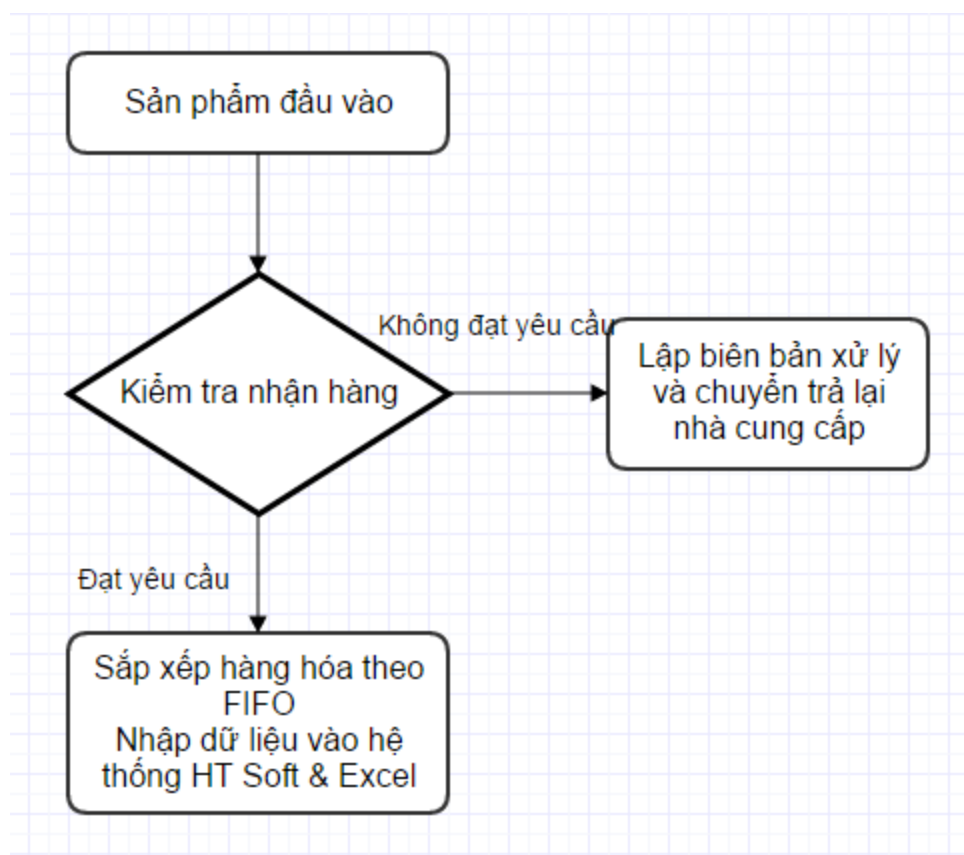 Sản phẩm đầu vào
Kiểm tra nhận hàng
Không đạt yêu cầu
Lập biên bản xử lý
và chuyển trả lại
nhà cung cấp
Đạt yêu cầu
Sắp xếp hàng hóa theo
FIFO
Nhập dữ liệu vào hệ
thống HT Soft & Excel